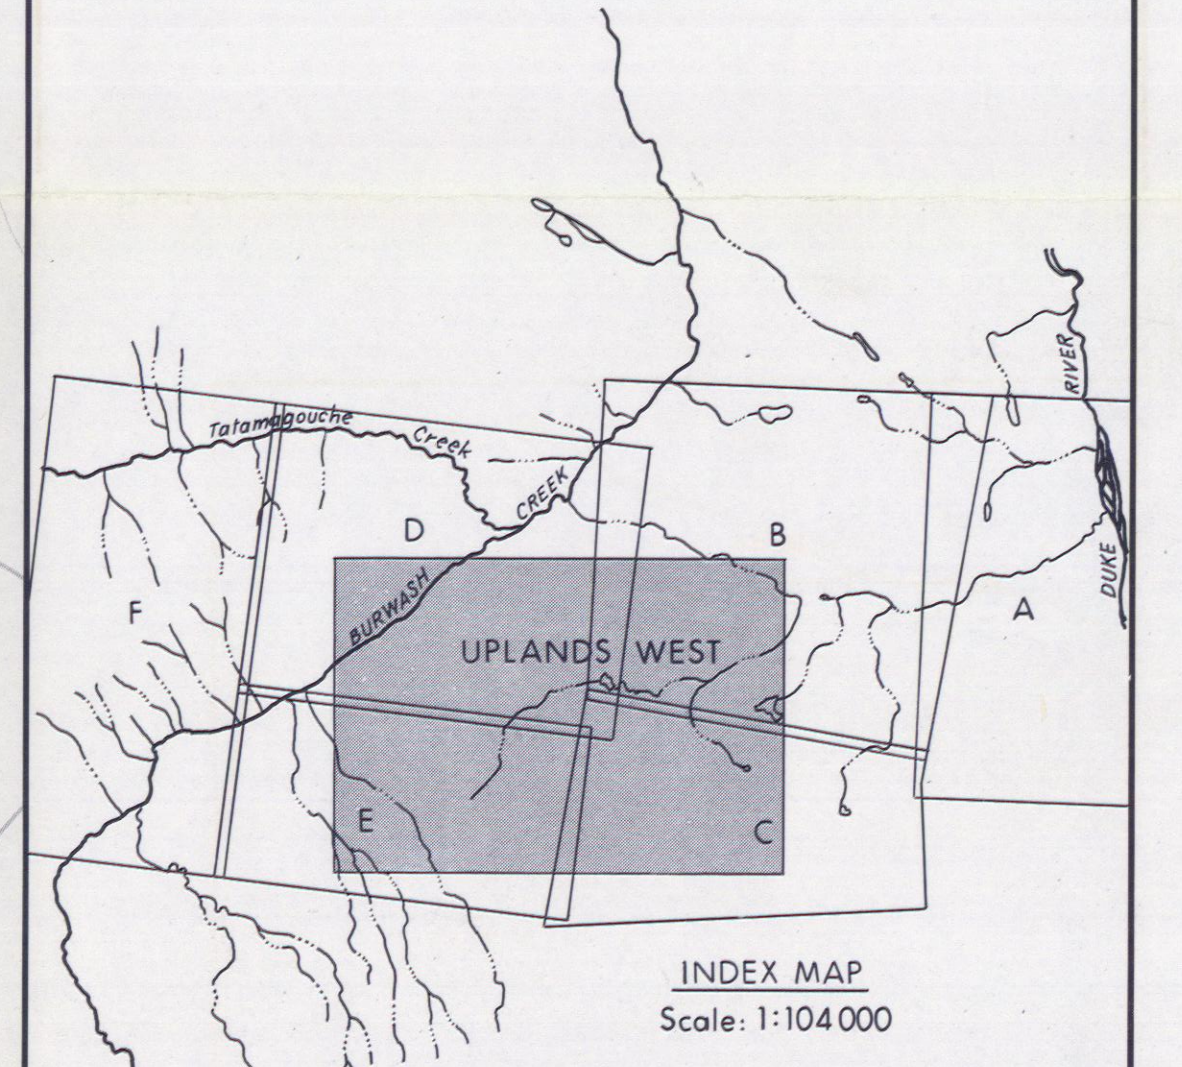 RIVER
Tatamagouche Creek
CREEK
D
B
BURWASH
DUKE
F
A
UPLANDS WEST
E
C
INDEX MAP
Scale: 1:104 000